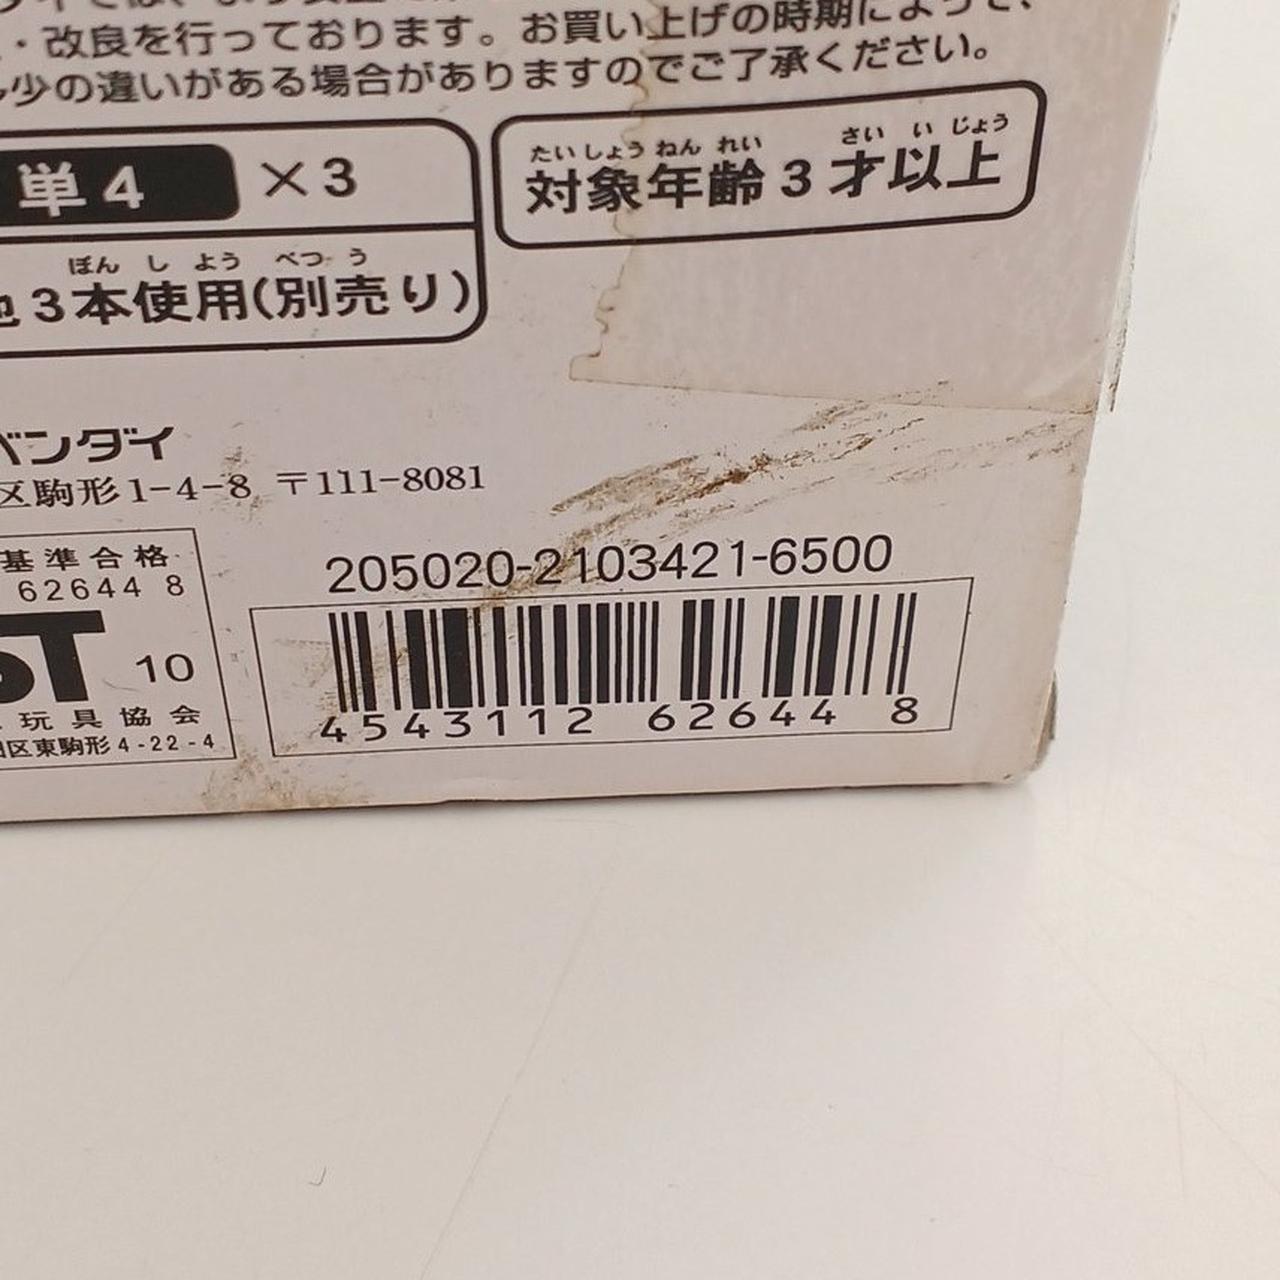 ・改良を行っております。お買い上げの時期によって、
少の違いがある場合がありますのでご了承ください。
単4 ×3
ぼん し よう べつ う
3本使用(別売り)
たいしょう ねん れい さい い じょう
対象年齢3才以上
バンダイ
区駒形1-4-8 〒111-8081
基準合格
62644 8
ST 10
玩具協会
区東駒形4-22-4
205020-2103421-6500
4543112 62644 8